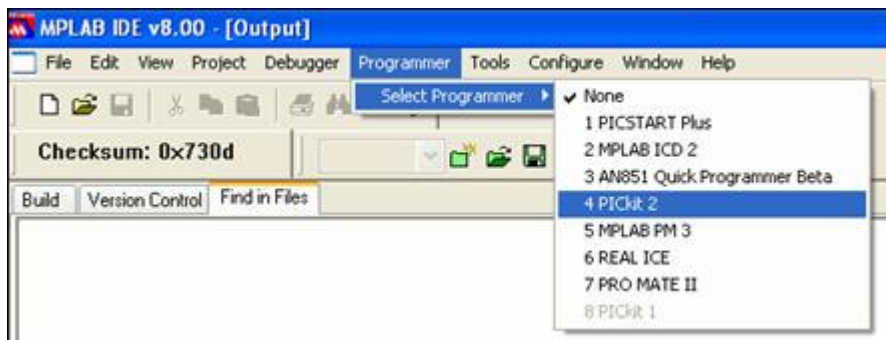 MPLAB IDE v8.00 - [Output]
File Edit View Project Debugger Programmer Tools Configure Window Help
Select Programmer
None
1 PICSTART Plus
2 MPLAB ICD 2
3 AN851 Quick Programmer Beta
4 PICkit 2
5 MPLAB PM 3
6 REAL ICE
7 PRO MATE II
8 PICkit 1
Checksum: 0x730d
Build Version Control Find in Files